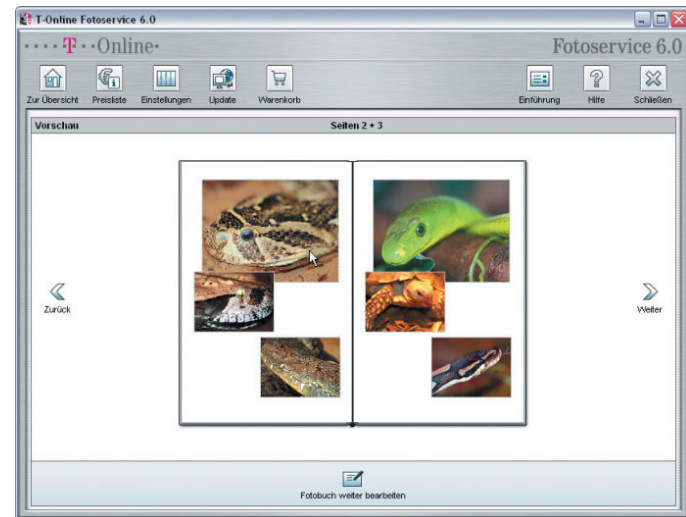 T-Online Fotoservice 6.0
· · · · T · · Online·
Fotoservice 6.0
Zur Übersicht Preisliste Einstellungen Update Warenkorb Einführung Hilfe Schließen
Vorschau Seiten 2 + 3
Zurück
Weiter
Fotobuch weiter bearbeiten